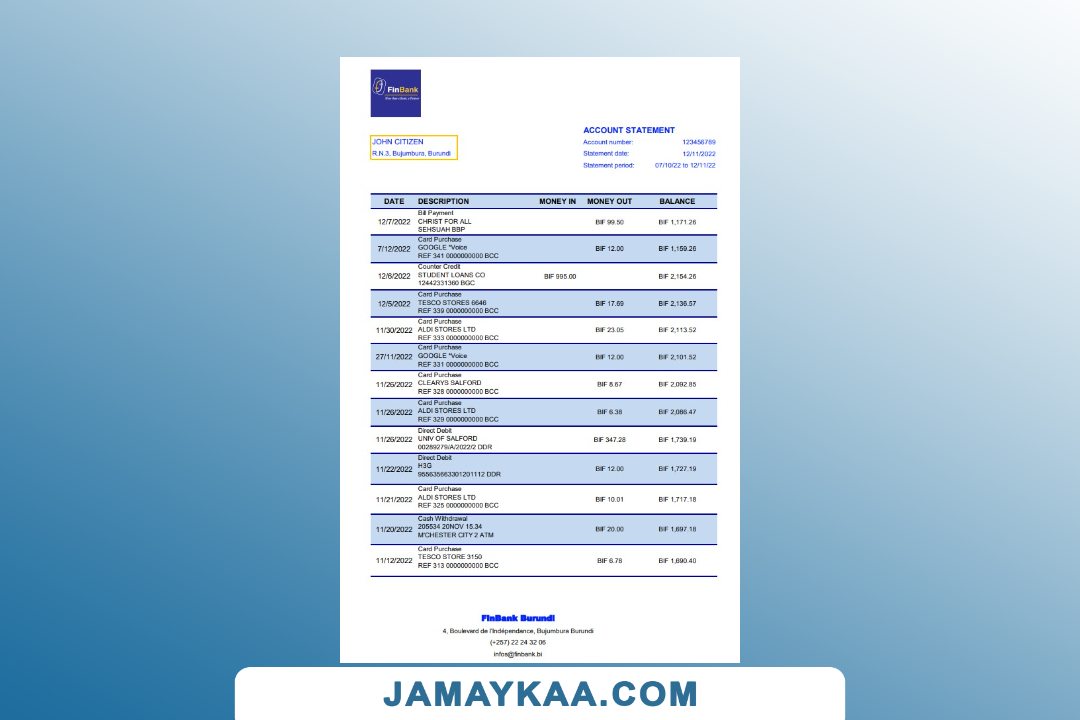 FinBank
JOHN CITIZEN
R.N.3, Bujumbura, Burundi
ACCOUNT STATEMENT
Account number: 123456789
Statement date: 12/11/2022
Statement period: 07/10/22 to 12/11/22
DATE DESCRIPTION MONEY IN MONEY OUT BALANCE
Bill Payment
12/7/2022 CHRIST FOR ALL BIF 99.50 BIF 1,171.26
SEHSUAH BBP
Card Purchase
7/12/2022 GOOGLE *Voice BIF 12.00 BIF 1,159.26
REF 341 0000000000 BCC
Counter Credit
12/6/2022 STUDENT LOANS CO BIF 995.00 BIF 2,154.26
12442331360 BGC
Card Purchase
12/5/2022 TESCO STORES 6646 BIF 17.69 BIF 2,136.57
REF 339 0000000000 BCC
Card Purchase
11/30/2022 ALDI STORES LTD BIF 23.05 BIF 2,113.52
REF 333 0000000000 BCC
Card Purchase
27/11/2022 GOOGLE *Voice BIF 12.00 BIF 2,101.52
REF 331 0000000000 BCC
Card Purchase
11/26/2022 CLEARYS SALFORD BIF 8.67 BIF 2,092.85
REF 328 0000000000 BCC
Card Purchase
11/26/2022 ALDI STORES LTD BIF 6.38 BIF 2,086.47
REF 329 0000000000 BCC
Direct Debit
11/26/2022 UNIV OF SALFORD BIF 347.28 BIF 1,739.19
00289279/A/2022/2 DDR
Direct Debit
11/22/2022 H3G BIF 12.00 BIF 1,727.19
955635663301201112 DDR
Card Purchase
11/21/2022 ALDI STORES LTD BIF 10.01 BIF 1,717.18
REF 325 0000000000 BCC
Cash Withdrawal
11/20/2022 205534 20NOV 15.34 BIF 20.00 BIF 1,697.18
M'CHESTER CITY 2 ATM
Card Purchase
11/12/2022 TESCO STORE 3150 BIF 6.78 BIF 1,690.40
REF 313 0000000000 BCC
FinBank Burundi
4, Boulevard de l'Indépendance, Bujumbura Burundi
(+257) 22 24 32 06
infos@finbank.bi
JAMAYKAA.COM